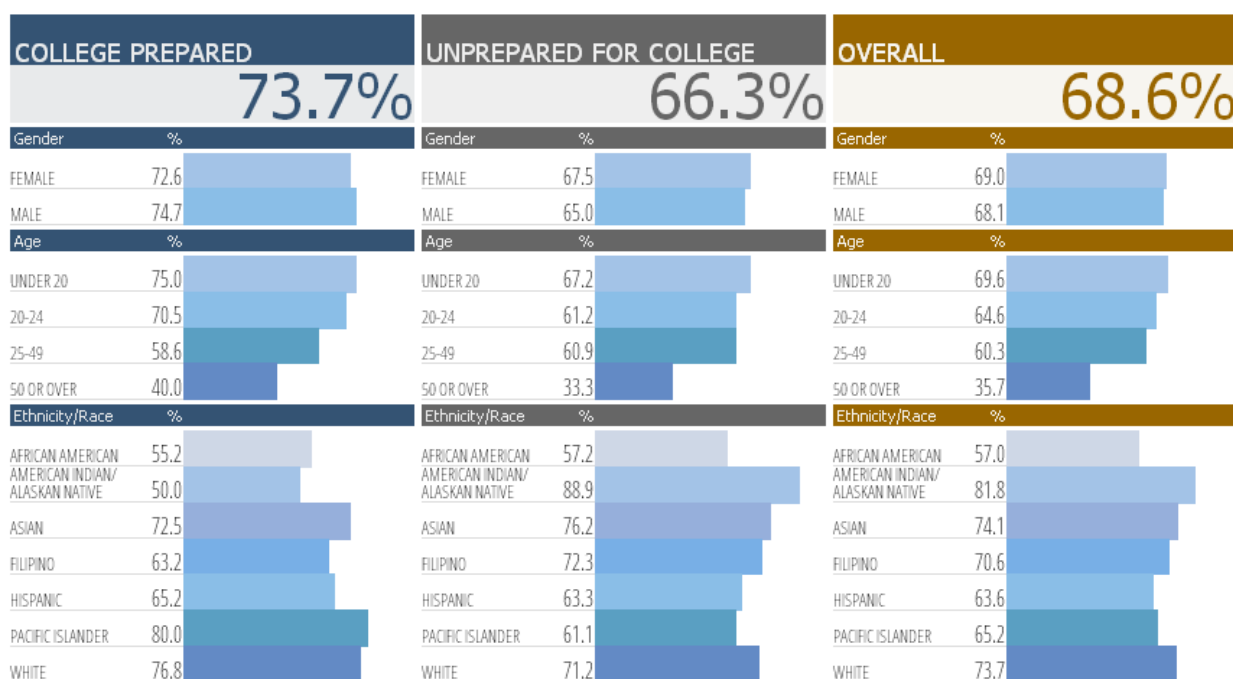 COLLEGE PREPARED
73.7%
Gender %
FEMALE 72.6
MALE 74.7
Age %
UNDER 20 75.0
20-24 70.5
25-49 58.6
50 OR OVER 40.0
Ethnicity/Race %
AFRICAN AMERICAN 55.2
AMERICAN INDIAN/
ALASKAN NATIVE 50.0
ASIAN 72.5
FILIPINO 63.2
HISPANIC 65.2
PACIFIC ISLANDER 80.0
WHITE 76.8
UNPREPARED FOR COLLEGE
66.3%
Gender %
FEMALE 67.5
MALE 65.0
Age %
UNDER 20 67.2
20-24 61.2
25-49 60.9
50 OR OVER 33.3
Ethnicity/Race %
AFRICAN AMERICAN 57.2
AMERICAN INDIAN/
ALASKAN NATIVE 88.9
ASIAN 76.2
FILIPINO 72.3
HISPANIC 63.3
PACIFIC ISLANDER 61.1
WHITE 71.2
OVERALL
68.6%
Gender %
FEMALE 69.0
MALE 68.1
Age %
UNDER 20 69.6
20-24 64.6
25-49 60.3
50 OR OVER 35.7
Ethnicity/Race %
AFRICAN AMERICAN 57.0
AMERICAN INDIAN/
ALASKAN NATIVE 81.8
ASIAN 74.1
FILIPINO 70.6
HISPANIC 63.6
PACIFIC ISLANDER 65.2
WHITE 73.7